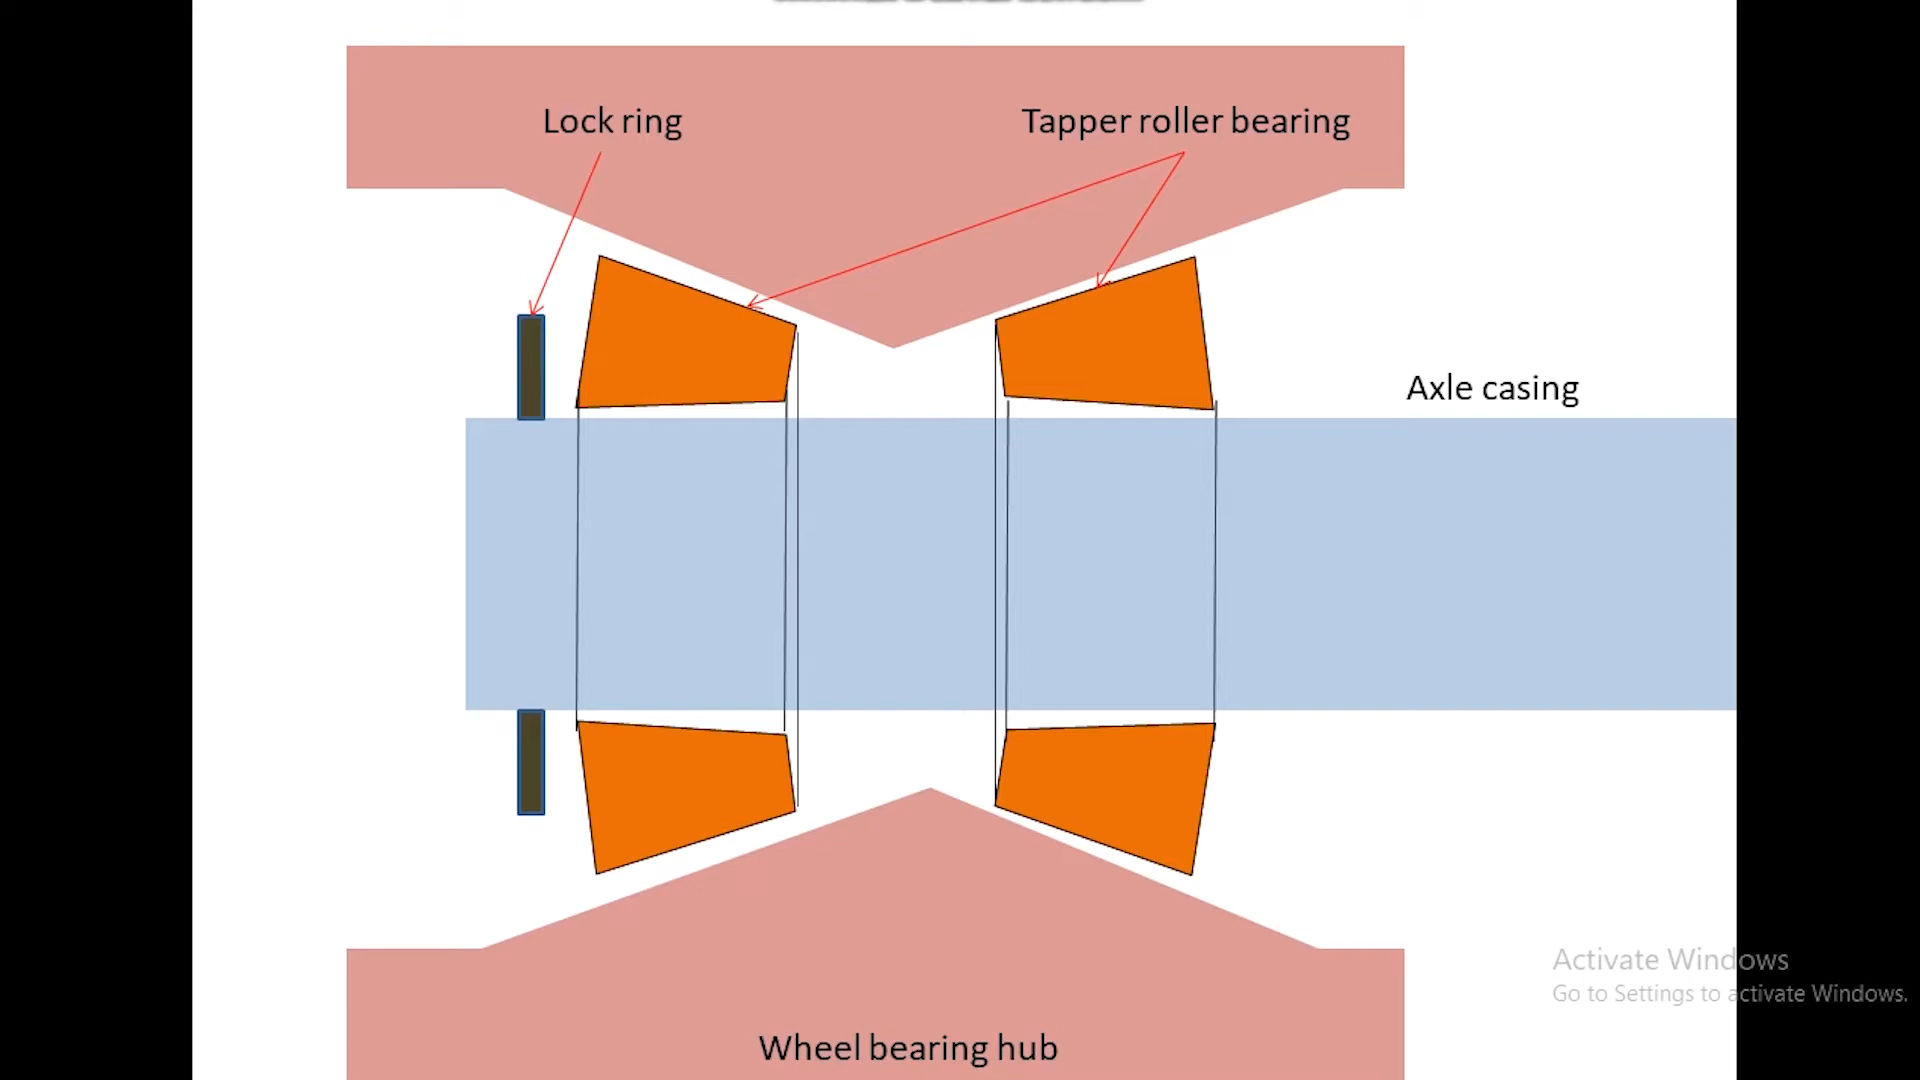 Lock ring
Tapper roller bearing
Axle casing
Activate Windows
Go to Settings to activate Windows.
Wheel bearing hub